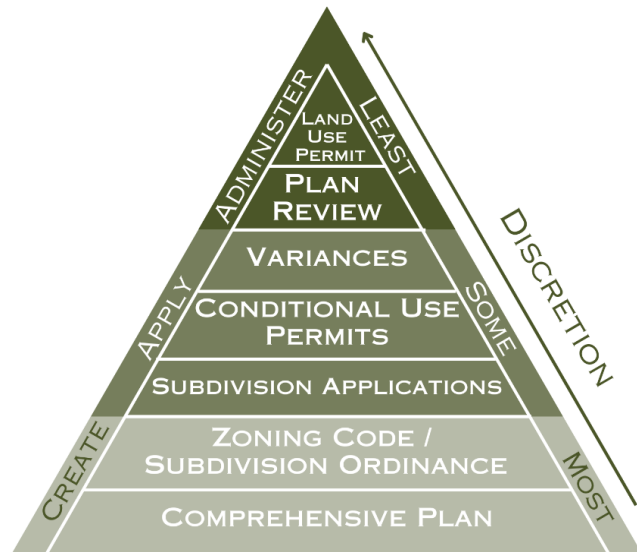 ADMINISTER
LEAST
LAND
USE
PERMIT
PLAN
REVIEW
VARIANCES
APPLY
SOME
CONDITIONAL USE
PERMITS
SUBDIVISION APPLICATIONS
CREATE
MOST
ZONING CODE /
SUBDIVISION ORDINANCE
COMPREHENSIVE PLAN
DISCRETION